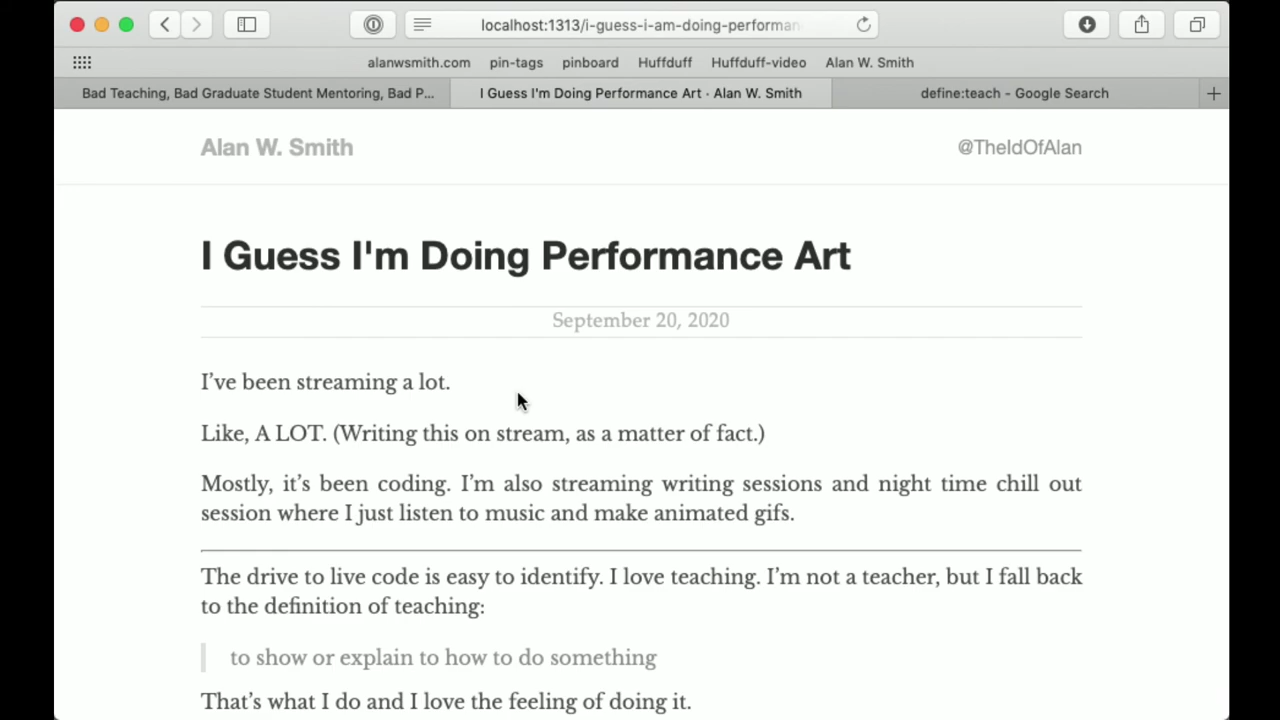 localhost:1313/i-guess-i-am-doing-performan
alanwsmith.com pin-tags pinboard Huffduff Huffduff-video Alan W. Smith
Bad Teaching, Bad Graduate Student Mentoring, Bad P... I Guess I'm Doing Performance Art · Alan W. Smith define:teach - Google Search
Alan W. Smith @TheIdOfAlan
I Guess I'm Doing Performance Art
September 20, 2020
I’ve been streaming a lot.
Like, A LOT. (Writing this on stream, as a matter of fact.)
Mostly, it’s been coding. I’m also streaming writing sessions and night time chill out
session where I just listen to music and make animated gifs.
The drive to live code is easy to identify. I love teaching. I’m not a teacher, but I fall back
to the definition of teaching:
to show or explain to how to do something
That’s what I do and I love the feeling of doing it.